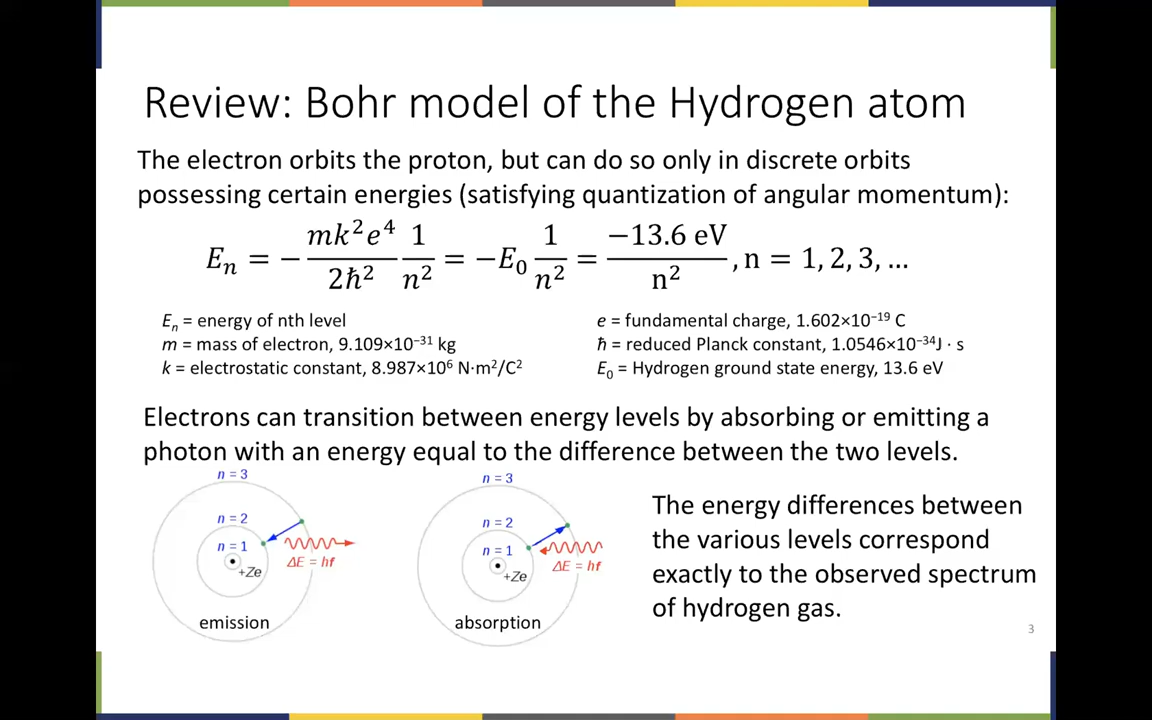 Review: Bohr model of the Hydrogen atom
The electron orbits the proton, but can do so only in discrete orbits
possessing certain energies (satisfying quantization of angular momentum):
Eₙ = − mk²e⁴/2ħ² 1/n² = −E₀ 1/n² = −13.6 eV/n² , n = 1, 2, 3, …
Eₙ = energy of nth level
m = mass of electron, 9.109×10⁻³¹ kg
k = electrostatic constant, 8.987×10⁶ N·m²/C²
e = fundamental charge, 1.602×10⁻¹⁹ C
ħ = reduced Planck constant, 1.0546×10⁻³⁴J · s
E₀ = Hydrogen ground state energy, 13.6 eV
Electrons can transition between energy levels by absorbing or emitting a
photon with an energy equal to the difference between the two levels.
n = 3
n = 2
n = 1
+Ze
ΔE = hf
emission
n = 3
n = 2
n = 1
+Ze
ΔE = hf
absorption
The energy differences between
the various levels correspond
exactly to the observed spectrum
of hydrogen gas.
3